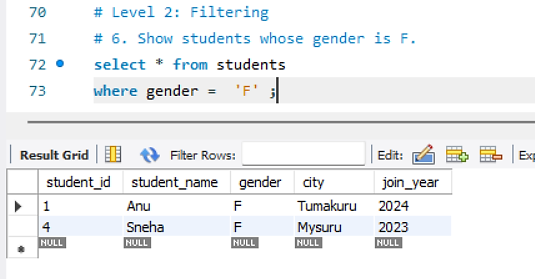 70 # Level 2: Filtering
71 # 6. Show students whose gender is F.
72 select * from students
73 where gender =  'F' ;
Result Grid Filter Rows: Edit: Exp
student_id student_name gender city join_year
1 Anu F Tumakuru 2024
4 Sneha F Mysuru 2023
NULL NULL NULL NULL NULL